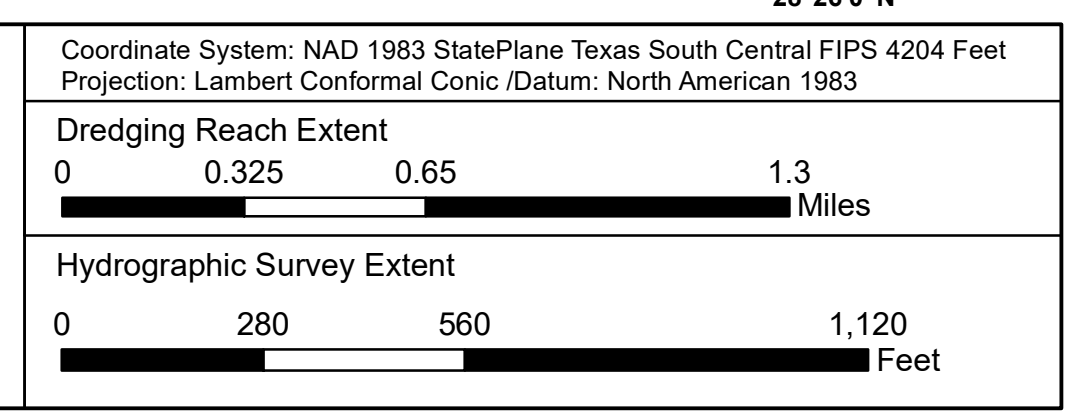 Coordinate System: NAD 1983 StatePlane Texas South Central FIPS 4204 Feet
Projection: Lambert Conformal Conic /Datum: North American 1983
Dredging Reach Extent
0 0.325 0.65 1.3
Miles
Hydrographic Survey Extent
0 280 560 1,120
Feet